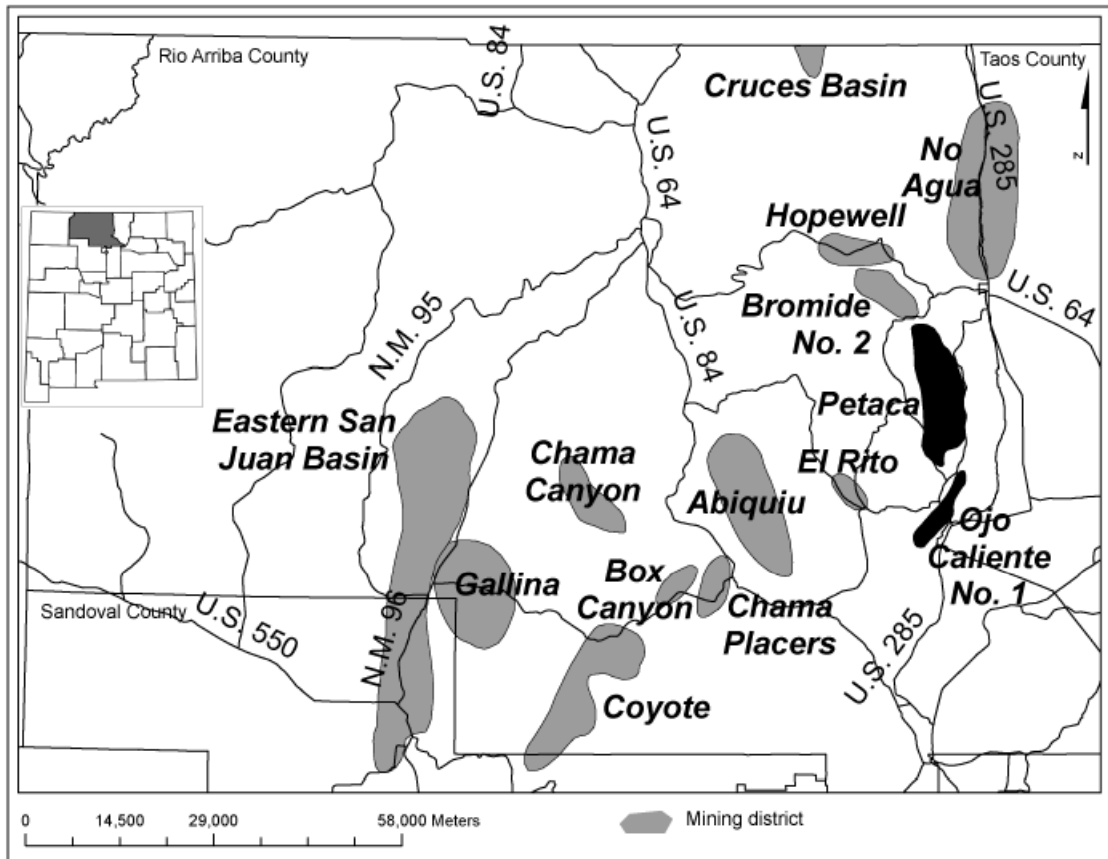 Rio Arriba County
U.S. 84
Taos County
Cruces Basin
U.S. 285
No
Agua
U.S. 64
z
Hopewell
U.S. 64
Bromide
No. 2
U.S. 84
N.M. 95
Petaca
Eastern San
Juan Basin
Chama
Canyon
El Rito
Abiquiu
Ojo
Caliente
No. 1
Gallina
Box
Canyon
Chama
Placers
Sandoval County
U.S. 550
N.M. 96
U.S. 285
Coyote
0 14,500 29,000 58,000 Meters
Mining district